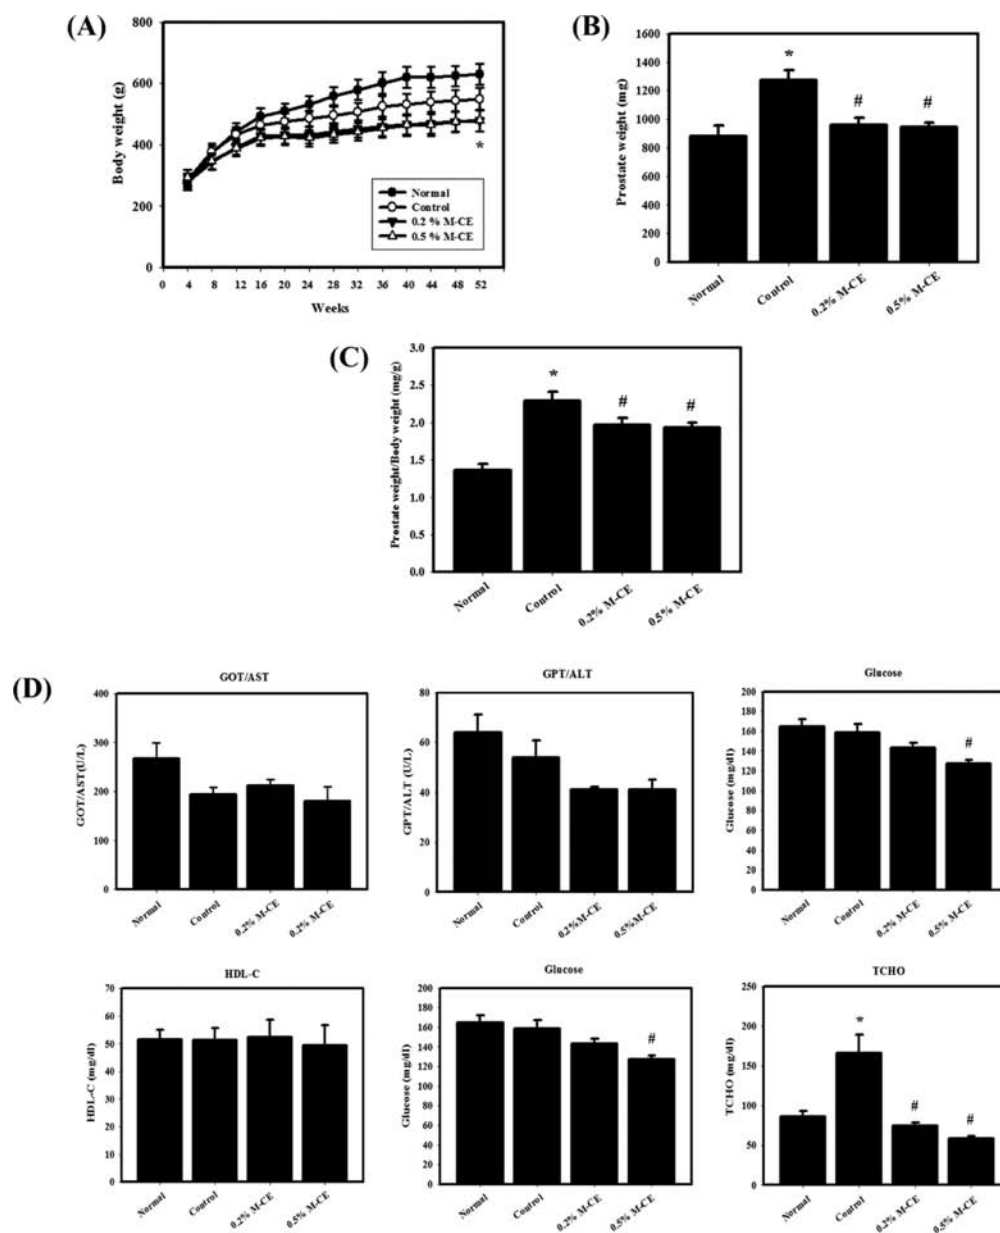 (A)
Body weight (g)
800
600
400
200
0
Normal
Control
0.2 % M-CE
0.5 % M-CE
*
0 4 8 12 16 20 24 28 32 36 40 44 48 52
Weeks
(B)
Prostate weight (mg)
1600
1400
1200
1000
800
600
400
200
0
*
#
#
Normal
Control
0.2% M-CE
0.5% M-CE
(C)
Prostate weight/Body weight (mg/g)
3.0
2.5
2.0
1.5
1.0
0.5
0.0
*
#
#
Normal
Control
0.2% M-CE
0.5% M-CE
(D)
GOT/AST
GOT/AST(U/L)
400
300
200
100
0
Normal
Control
0.2% M-CE
0.2% M-CE
GPT/ALT
GPT/ALT (U/L)
80
60
40
20
0
Normal
Control
0.2%M-CE
0.5%M-CE
Glucose
Glucose (mg/dl)
200
180
160
140
120
100
80
60
40
20
0
#
Normal
Control
0.2% M-CE
0.5% M-CE
HDL-C
HDL-C (mg/dl)
70
60
50
40
30
20
10
0
Normal
Control
0.2% M-CE
0.5% M-CE
Glucose
Glucose (mg/dl)
200
180
160
140
120
100
80
60
40
20
0
#
Normal
Control
0.2% M-CE
0.5% M-CE
TCHO
TCHO (mg/dl)
250
200
150
100
50
0
*
#
#
Normal
Control
0.2% M-CE
0.5% M-CE